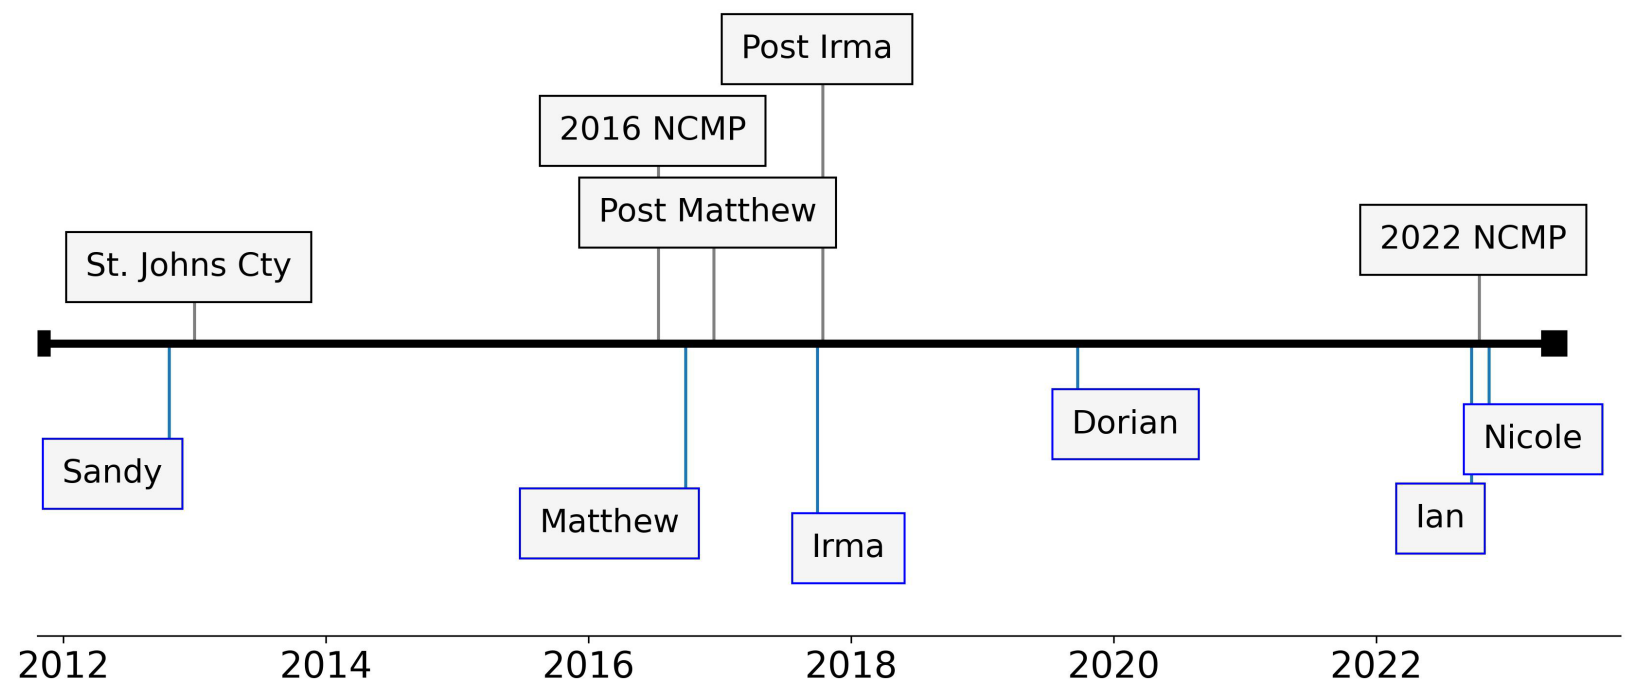 Post Irma
2016 NCMP
Post Matthew
St. Johns Cty
2022 NCMP
Sandy
Matthew
Irma
Dorian
Nicole
Ian
2012 2014 2016 2018 2020 2022